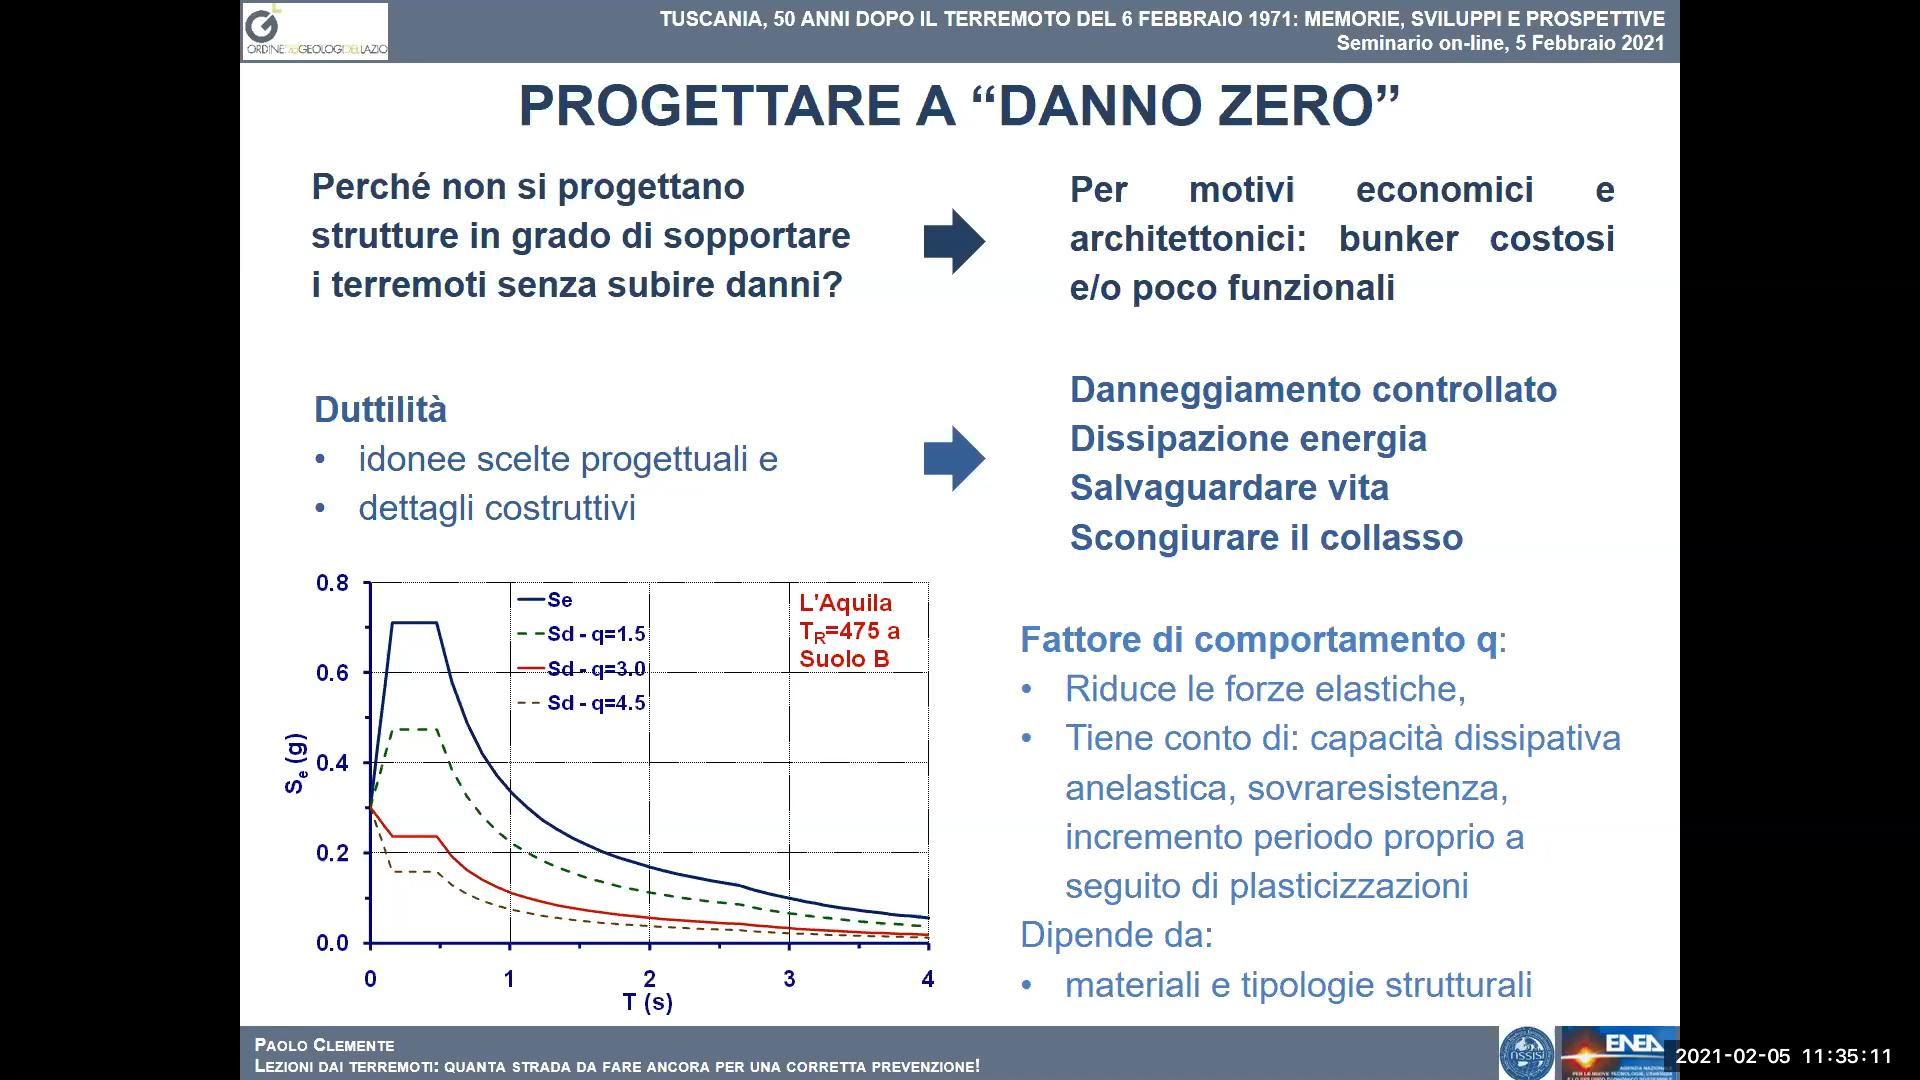 ORDINE DEI GEOLOGI DEL LAZIO
TUSCANIA, 50 ANNI DOPO IL TERREMOTO DEL 6 FEBBRAIO 1971: MEMORIE, SVILUPPI E PROSPETTIVE
Seminario on-line, 5 Febbraio 2021
PROGETTARE A “DANNO ZERO”
Perché non si progettano
strutture in grado di sopportare
i terremoti senza subire danni?
Per motivi economici e
architettonici: bunker costosi
e/o poco funzionali
Duttilità
• idonee scelte progettuali e
• dettagli costruttivi
Danneggiamento controllato
Dissipazione energia
Salvaguardare vita
Scongiurare il collasso
0.8
0.6
0.4
0.2
0.0
Se (g)
0 1 2 3 4
T (s)
Se
Sd - q=1.5
Sd - q=3.0
Sd - q=4.5
L'Aquila
TR=475 a
Suolo B
Fattore di comportamento q:
• Riduce le forze elastiche,
• Tiene conto di: capacità dissipativa
anelastica, sovraresistenza,
incremento periodo proprio a
seguito di plasticizzazioni
Dipende da:
• materiali e tipologie strutturali
PAOLO CLEMENTE
LEZIONI DAI TERREMOTI: QUANTA STRADA DA FARE ANCORA PER UNA CORRETTA PREVENZIONE!
ENEA
2021-02-05 11:35:11